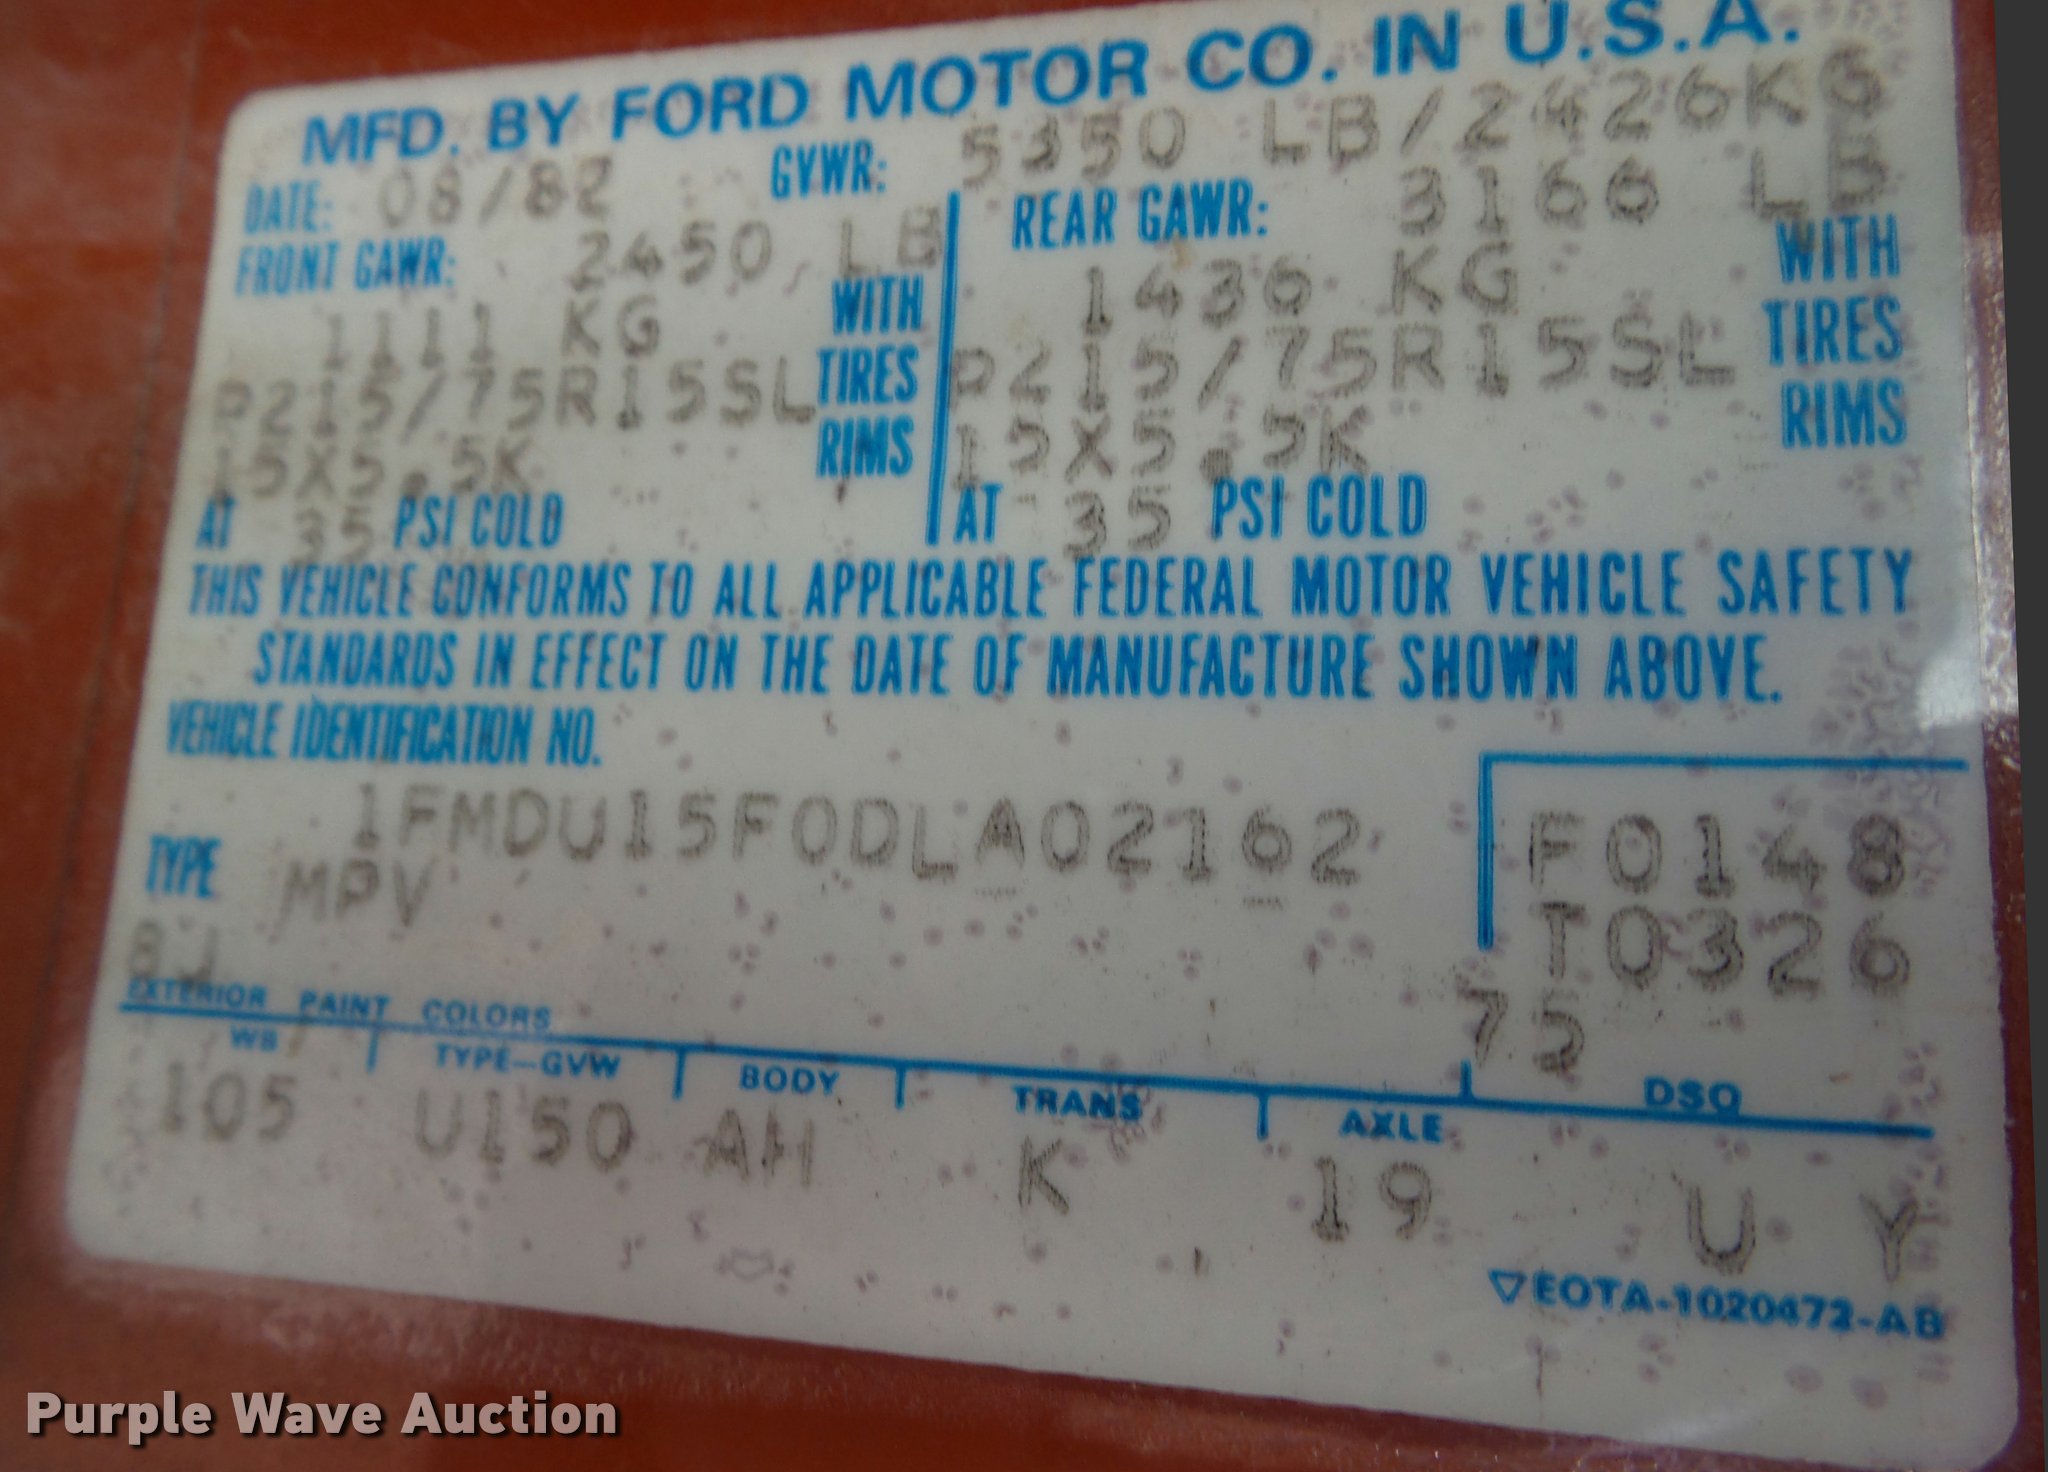 MFD. BY FORD MOTOR CO. IN U.S.A.
DATE: 08/82 GVWR: 5350 LB/2426KG
FRONT GAWR: 2450 LB REAR GAWR: 3166 LB
1111 KG WITH 1436 KG WITH
P215/75R15SL TIRES P215/75R15SL TIRES
15X5.5K RIMS 15X5.5K RIMS
AT 35 PSI COLD AT 35 PSI COLD
THIS VEHICLE CONFORMS TO ALL APPLICABLE FEDERAL MOTOR VEHICLE SAFETY
STANDARDS IN EFFECT ON THE DATE OF MANUFACTURE SHOWN ABOVE.
VEHICLE IDENTIFICATION NO.
1FMDU15F0DLA02162 F0148
TYPE MPV T0326
8J 75
EXTERIOR PAINT COLORS
WB TYPE-GVW BODY TRANS AXLE DSO
105 U150 AH K 19 U Y
▽EOTA-1020472-AB
Purple Wave Auction